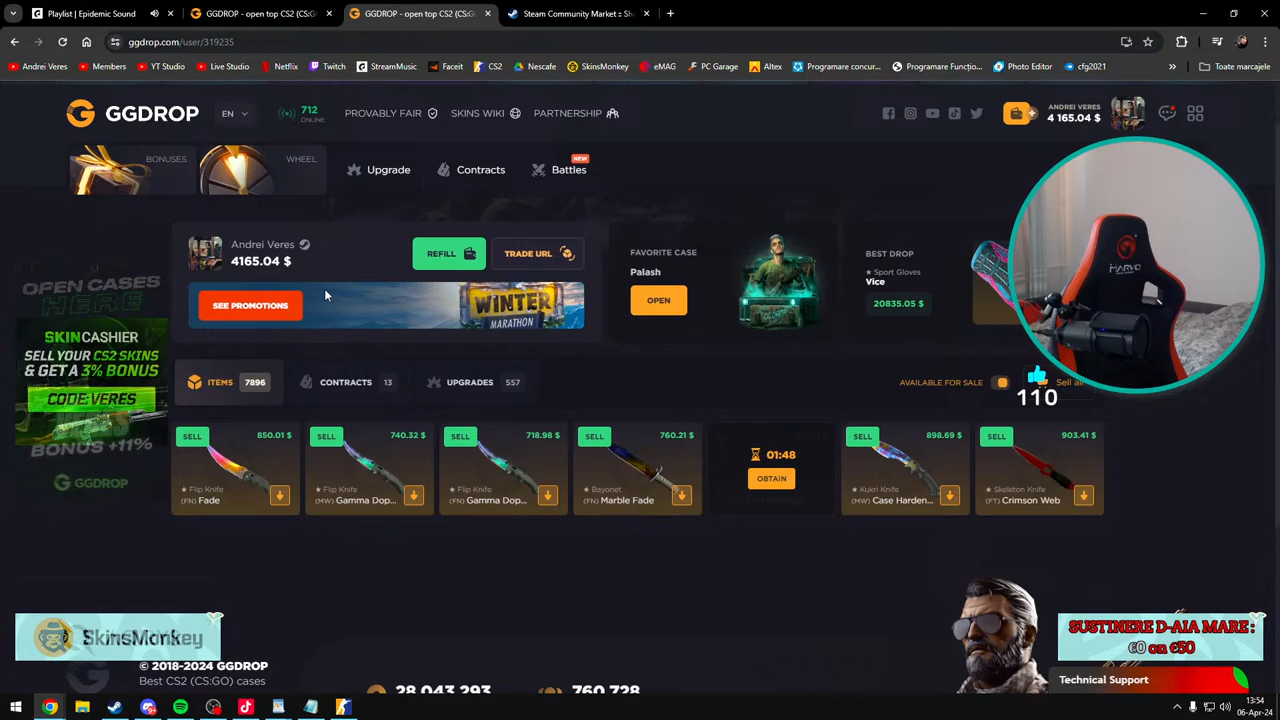 Playlist | Epidemic Sound
GGDROP - open top CS2 (CS:G
GGDROP - open top CS2 (CS:G
Steam Community Market :: Sh
ggdrop.com/user/319235
Andrei Veres
Members
YT Studio
Live Studio
Netflix
Twitch
StreamMusic
Faceit
CS2
Nescafe
SkinsMonkey
eMAG
PC Garage
Altex
Programare concur...
Programare Funcțio...
Photo Editor
cfg2021
Toate marcajele
GGDROP
EN
712
ONLINE
PROVABLY FAIR
SKINS WIKI
PARTNERSHIP
ANDREI VERES
4 165.04 $
BONUSES
WHEEL
Upgrade
Contracts
NEW
Battles
Andrei Veres
4165.04 $
REFILL
TRADE URL
SEE PROMOTIONS
WINTER
MARATHON
FAVORITE CASE
Palash
OPEN
BEST DROP
★ Sport Gloves
Vice
20835.05 $
MARVO
OPEN CASES
HERE
SKINCASHIER
SELL YOUR CS2 SKINS
& GET A 3% BONUS
CODE VERES
BONUS +11%
GGDROP
ITEMS 7896
CONTRACTS 13
UPGRADES 557
AVAILABLE FOR SALE
Sell all
110
SELL 850.01 $
★ Flip Knife
(FN) Fade
SELL 740.32 $
★ Flip Knife
(MW) Gamma Dop...
SELL 718.98 $
★ Flip Knife
(FN) Gamma Dop...
SELL 760.21 $
★ Bayonet
(FN) Marble Fade
01:48
OBTAIN
SELL 898.69 $
★ Kukri Knife
(MW) Case Harden...
SELL 903.41 $
★ Skeleton Knife
(FT) Crimson Web
SkinsMonkey
© 2018-2024 GGDROP
Best CS2 (CS:GO) cases
28 043 293
760 728
SUSTINERE D-AIA MARE :
€0 on €50
Technical Support
13:54
06-Apr-24